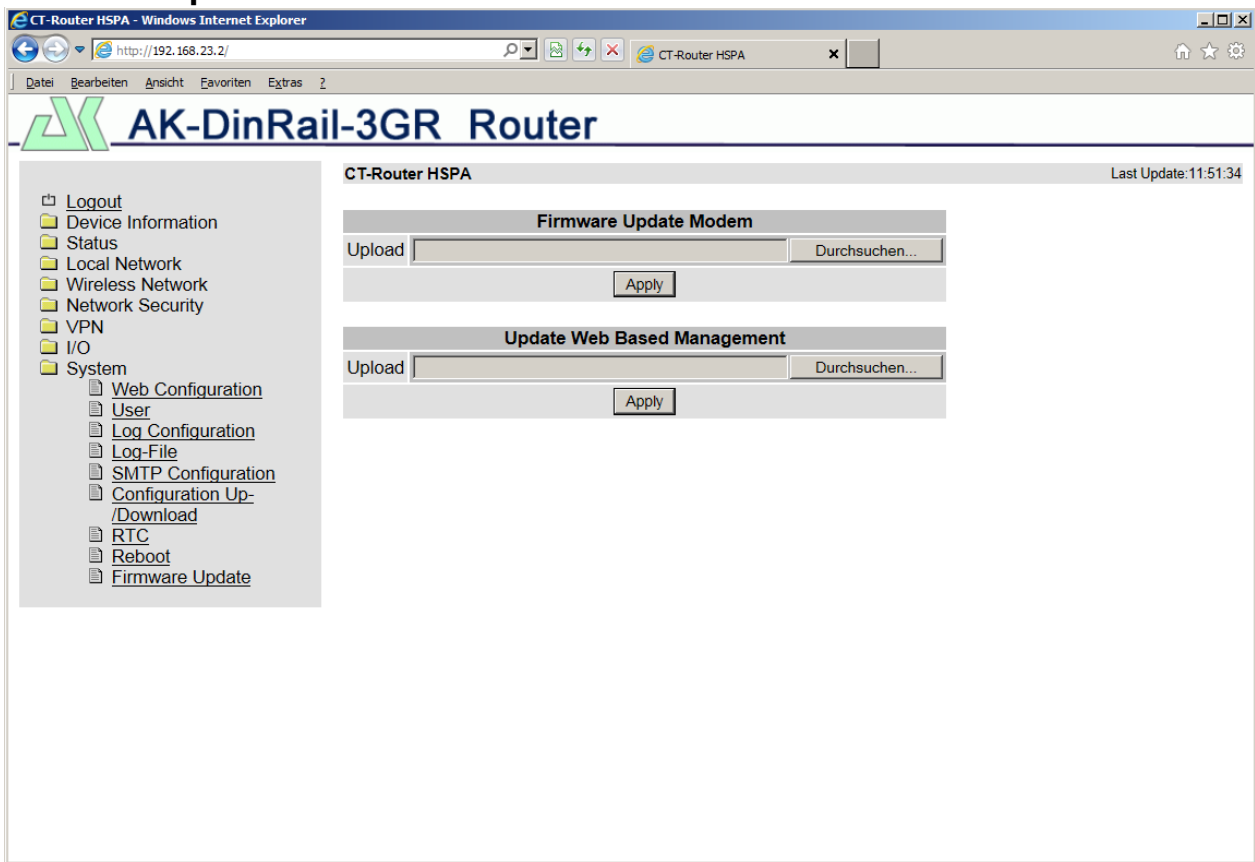 CT-Router HSPA - Windows Internet Explorer
http://192.168.23.2/
CT-Router HSPA
Datei Bearbeiten Ansicht Favoriten Extras ?
AK-DinRail-3GR Router
CT-Router HSPA
Last Update:11:51:34
Logout
Device Information
Status
Local Network
Wireless Network
Network Security
VPN
I/O
System
Web Configuration
User
Log Configuration
Log-File
SMTP Configuration
Configuration Up-
/Download
RTC
Reboot
Firmware Update
Firmware Update Modem
Upload Durchsuchen...
Apply
Update Web Based Management
Upload Durchsuchen...
Apply